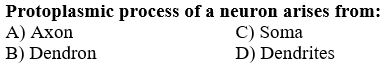 Protoplasmic process of a neuron arises from:
A) Axon C) Soma
B) Dendron D) Dendrites